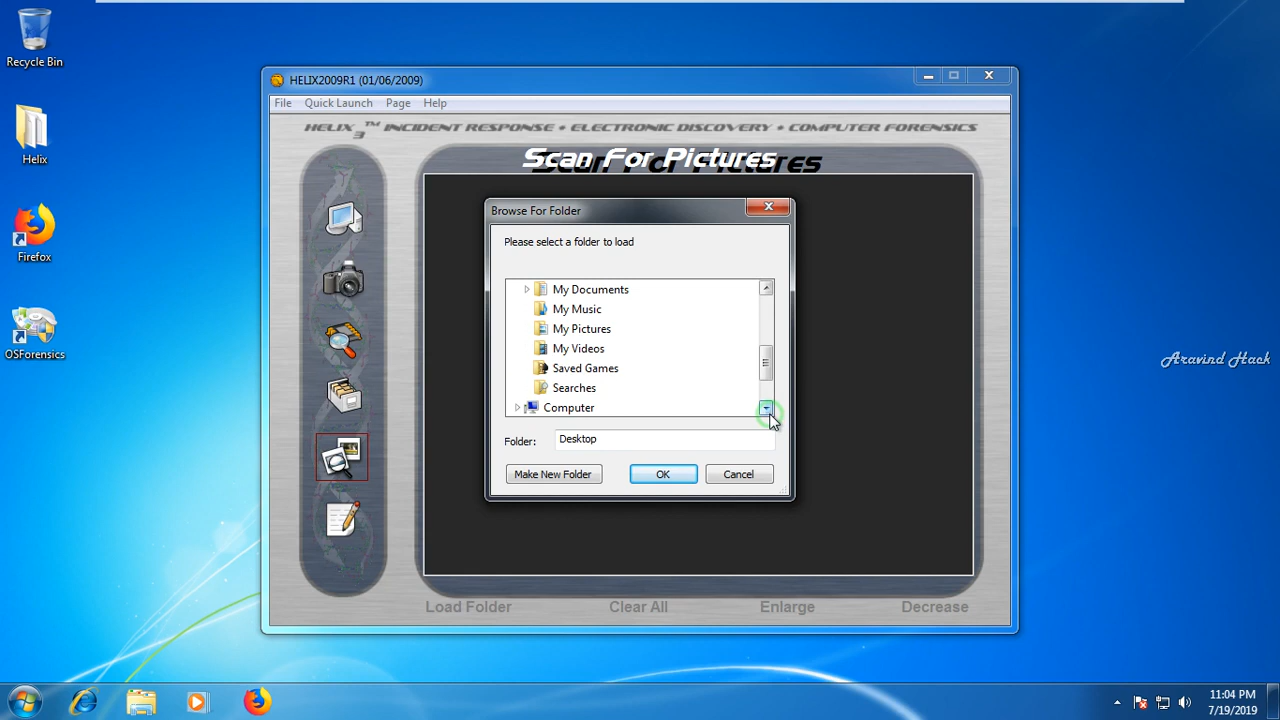 Recycle Bin
Helix
Firefox
OSForensics
HELIX2009R1 (01/06/2009)
File Quick Launch Page Help
HELIX3™ INCIDENT RESPONSE • ELECTRONIC DISCOVERY • COMPUTER FORENSICS
Scan For Pictures
Browse For Folder
Please select a folder to load
My Documents
My Music
My Pictures
My Videos
Saved Games
Searches
Computer
Folder: Desktop
Make New Folder OK Cancel
Load Folder Clear All Enlarge Decrease
Aravind Hack
11:04 PM
7/19/2019